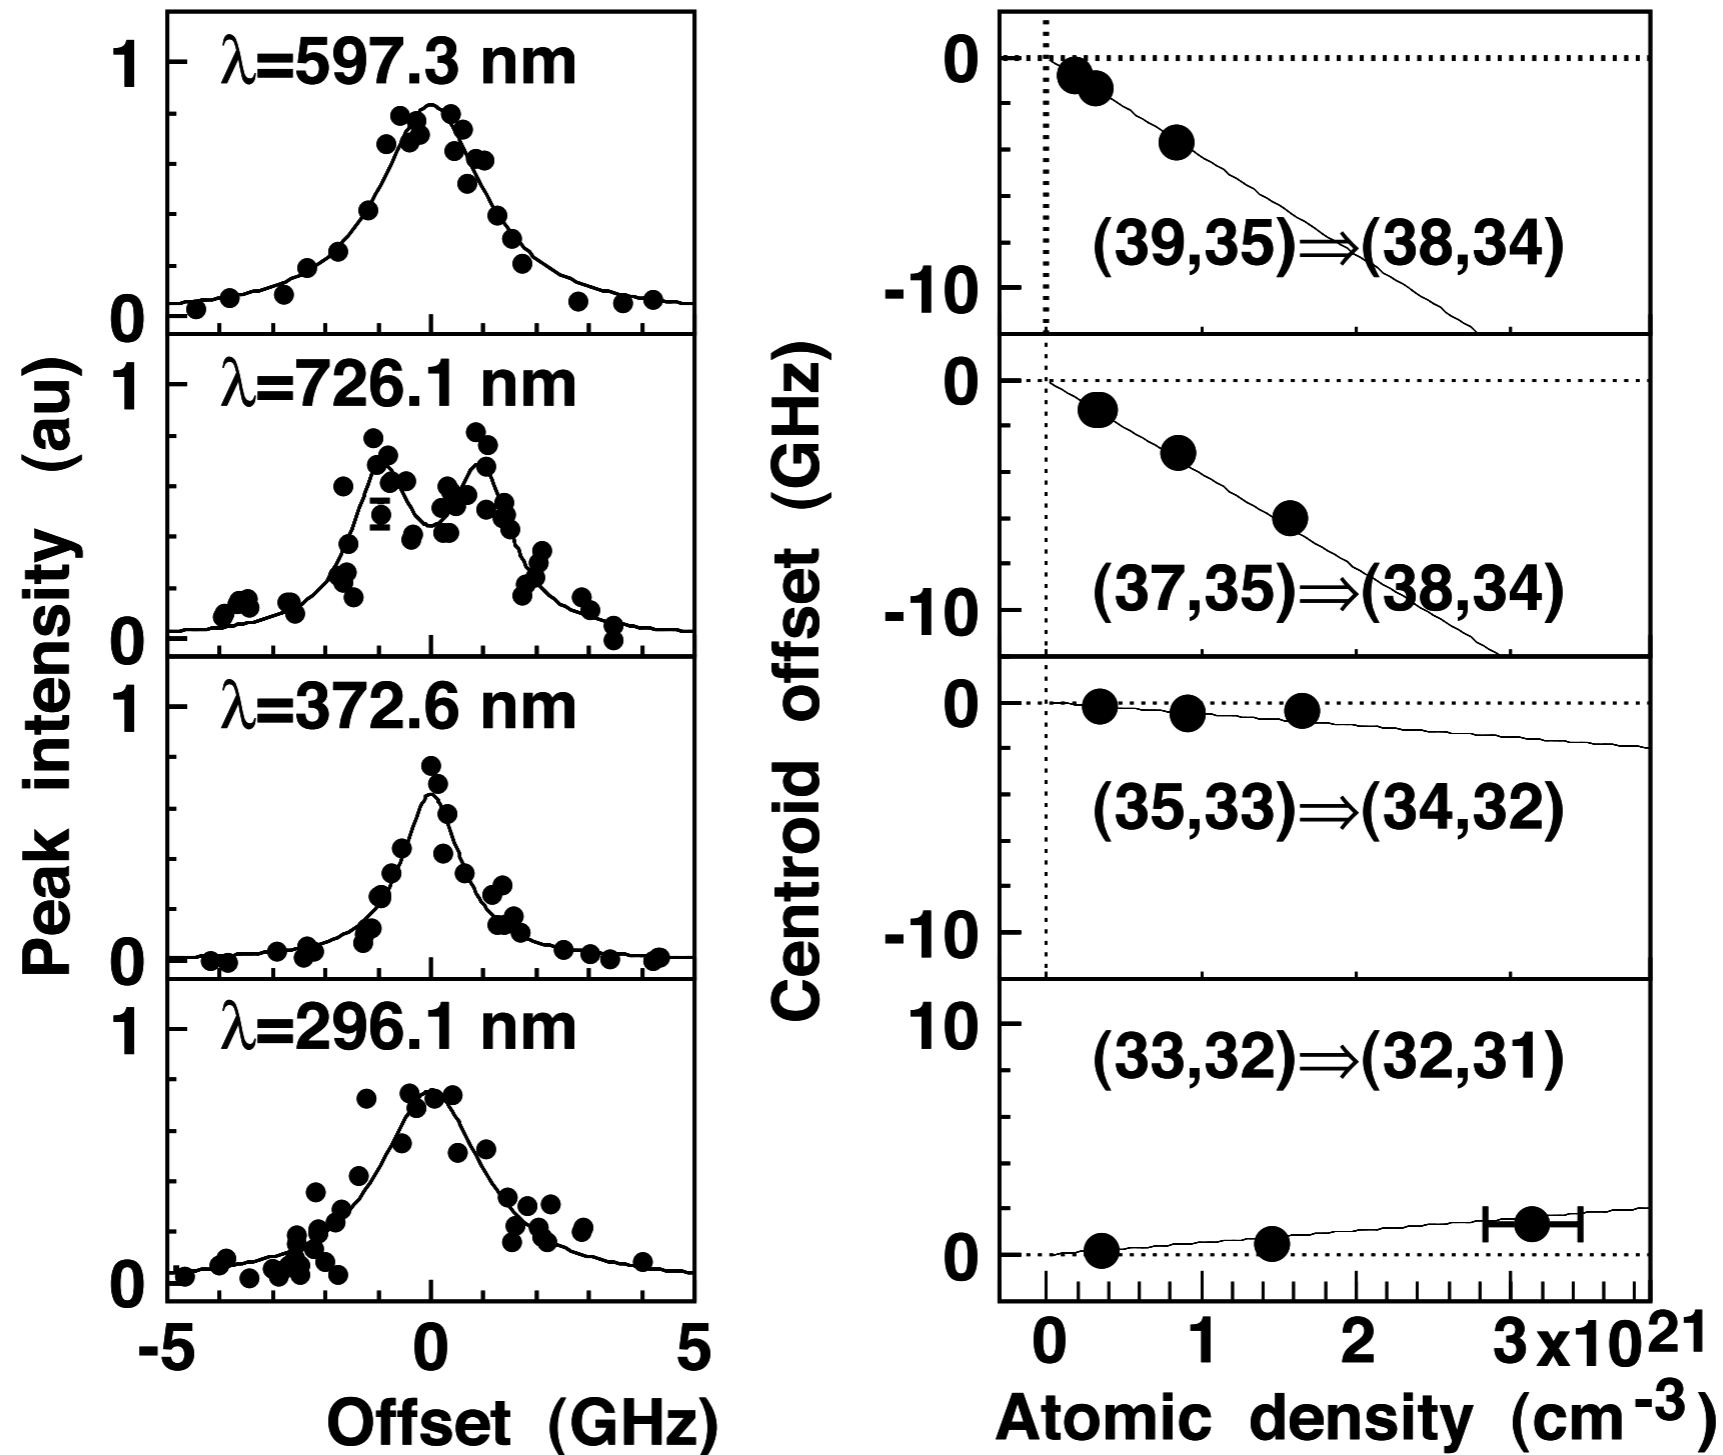 Peak intensity (au)
1
λ=597.3 nm
0
1
λ=726.1 nm
0
1
λ=372.6 nm
0
1
λ=296.1 nm
0
-5 0 5
Offset (GHz)
Centroid offset (GHz)
0
(39,35)⇒(38,34)
-10
0
(37,35)⇒(38,34)
-10
0
(35,33)⇒(34,32)
-10
10
(33,32)⇒(32,31)
0
0 1 2 3 x10²¹
Atomic density (cm⁻³)